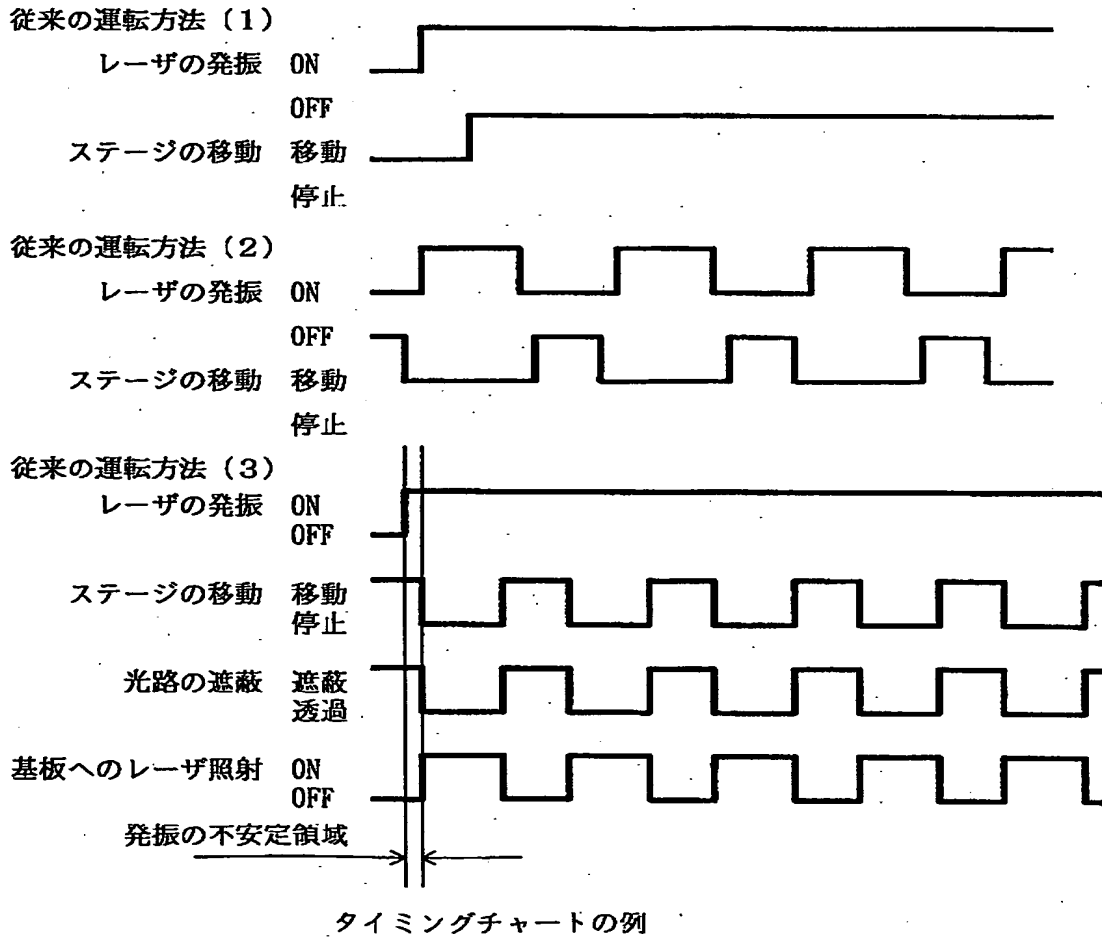 従来の運転方法（1）
レーザの発振 ON
OFF
ステージの移動 移動
停止
従来の運転方法（2）
レーザの発振 ON
OFF
ステージの移動 移動
停止
従来の運転方法（3）
レーザの発振 ON
OFF
ステージの移動 移動
停止
光路の遮蔽 遮蔽
透過
基板へのレーザ照射 ON
OFF
発振の不安定領域
タイミングチャートの例